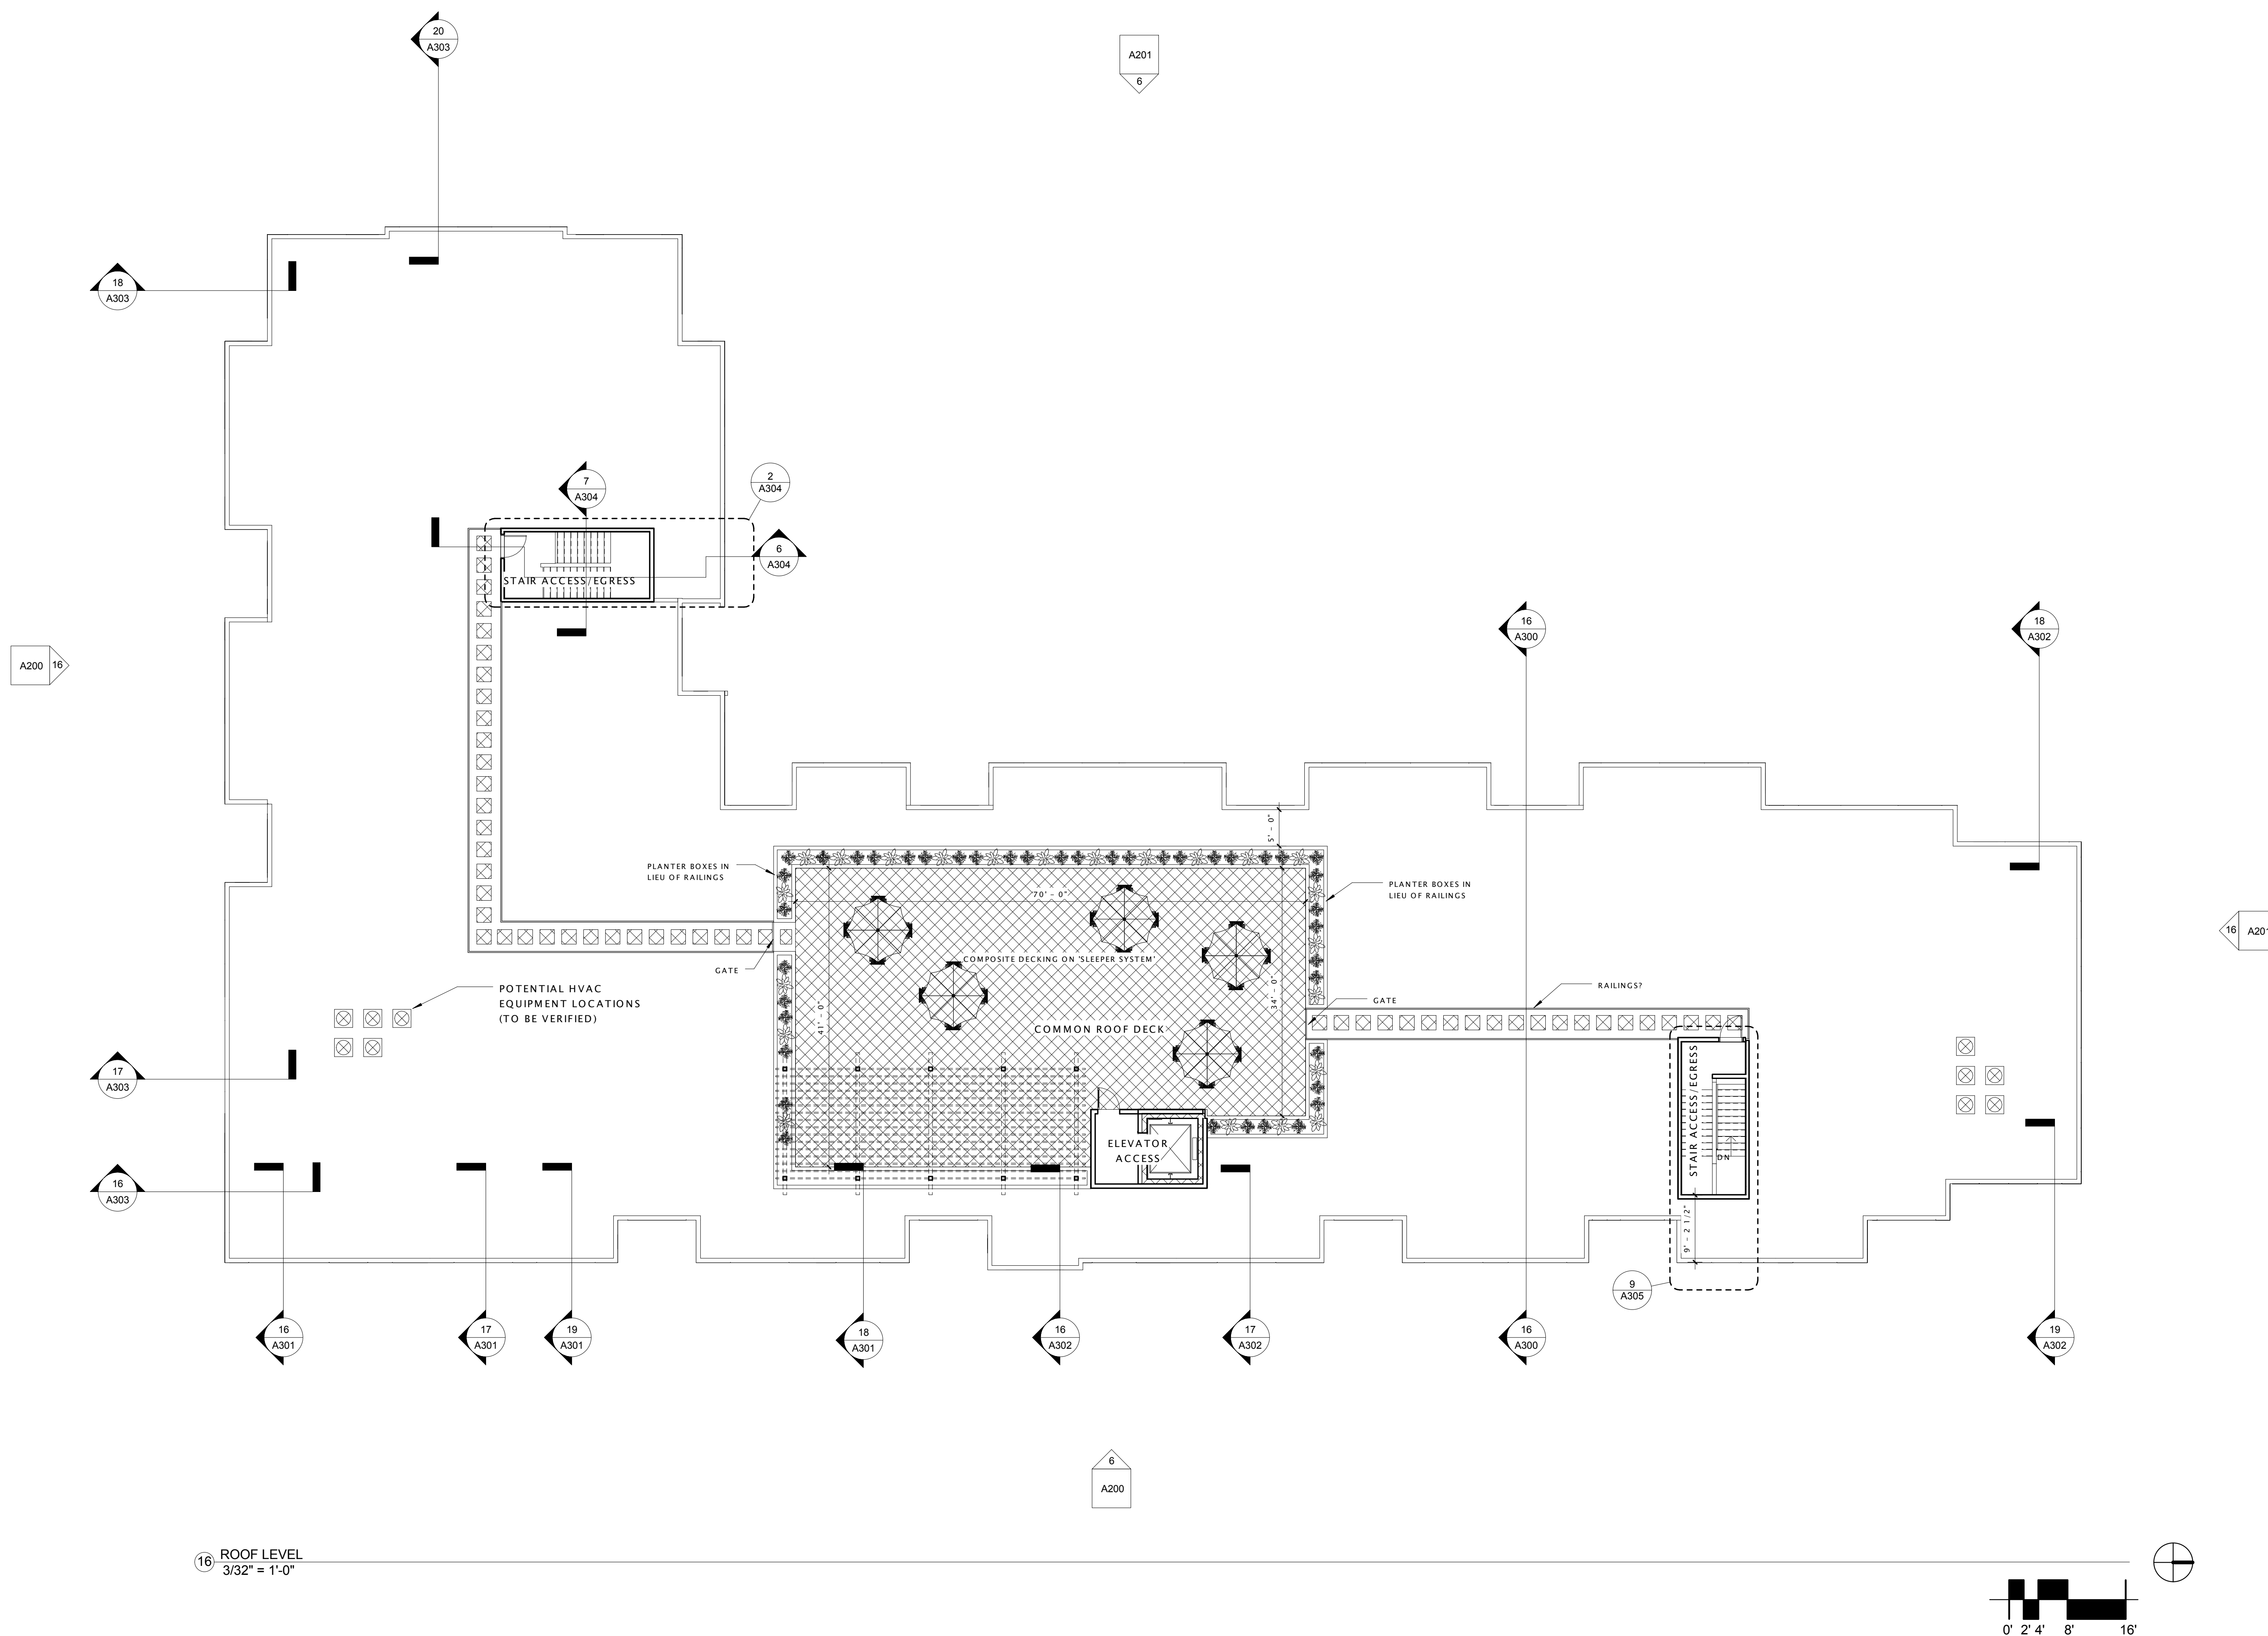 20
A303
A201
6
18
A303
7
A304
2
A304
6
A304
STAIR ACCESS/EGRESS
16
A300
18
A302
A200
16
5' - 0"
PLANTER BOXES IN
LIEU OF RAILINGS
PLANTER BOXES IN
LIEU OF RAILINGS
70' - 0"
16
A201
COMPOSITE DECKING ON 'SLEEPER SYSTEM'
GATE
POTENTIAL HVAC
EQUIPMENT LOCATIONS
(TO BE VERIFIED)
34' - 0"
41' - 0"
RAILINGS?
GATE
COMMON ROOF DECK
17
A303
STAIR ACCESS/EGRESS
DN
ELEVATOR
ACCESS
16
A303
9' - 2 1/2"
9
A305
16
A301
17
A301
19
A301
18
A301
16
A302
17
A302
16
A300
19
A302
6
A200
16
ROOF LEVEL
3/32" = 1'-0"
0' 2' 4' 8' 16'